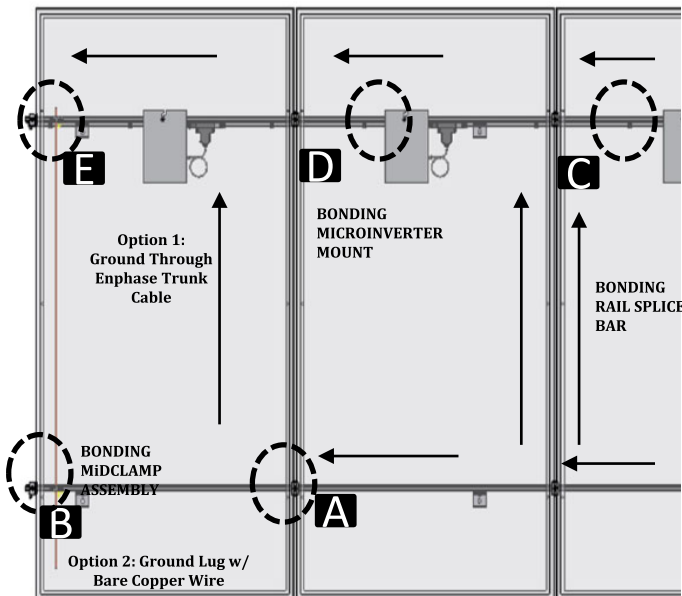 E
D
C
BONDING
MICROINVERTER
MOUNT
Option 1:
Ground Through
Enphase Trunk
Cable
BONDING
RAIL SPLICE
BAR
BONDING
MiDCLAMP
ASSEMBLY
A
B
Option 2: Ground Lug w/
Bare Copper Wire